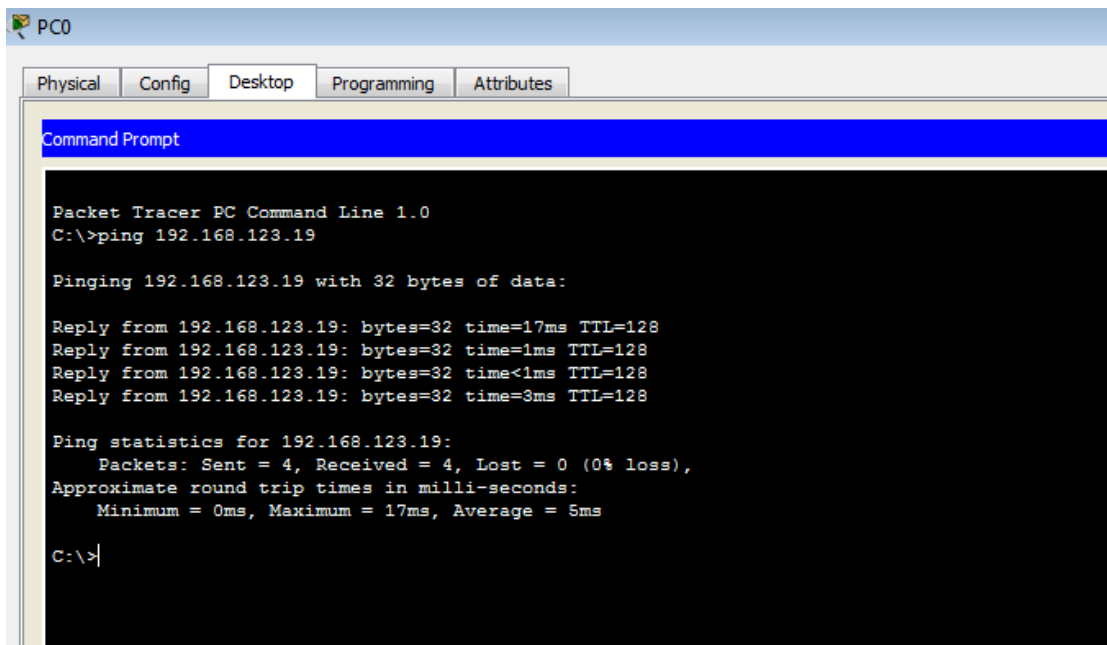 PC0
Physical Config Desktop Programming Attributes
Command Prompt
Packet Tracer PC Command Line 1.0
C:\>ping 192.168.123.19
Pinging 192.168.123.19 with 32 bytes of data:
Reply from 192.168.123.19: bytes=32 time=17ms TTL=128
Reply from 192.168.123.19: bytes=32 time=1ms TTL=128
Reply from 192.168.123.19: bytes=32 time<1ms TTL=128
Reply from 192.168.123.19: bytes=32 time=3ms TTL=128
Ping statistics for 192.168.123.19:
Packets: Sent = 4, Received = 4, Lost = 0 (0% loss),
Approximate round trip times in milli-seconds:
Minimum = 0ms, Maximum = 17ms, Average = 5ms
C:\>